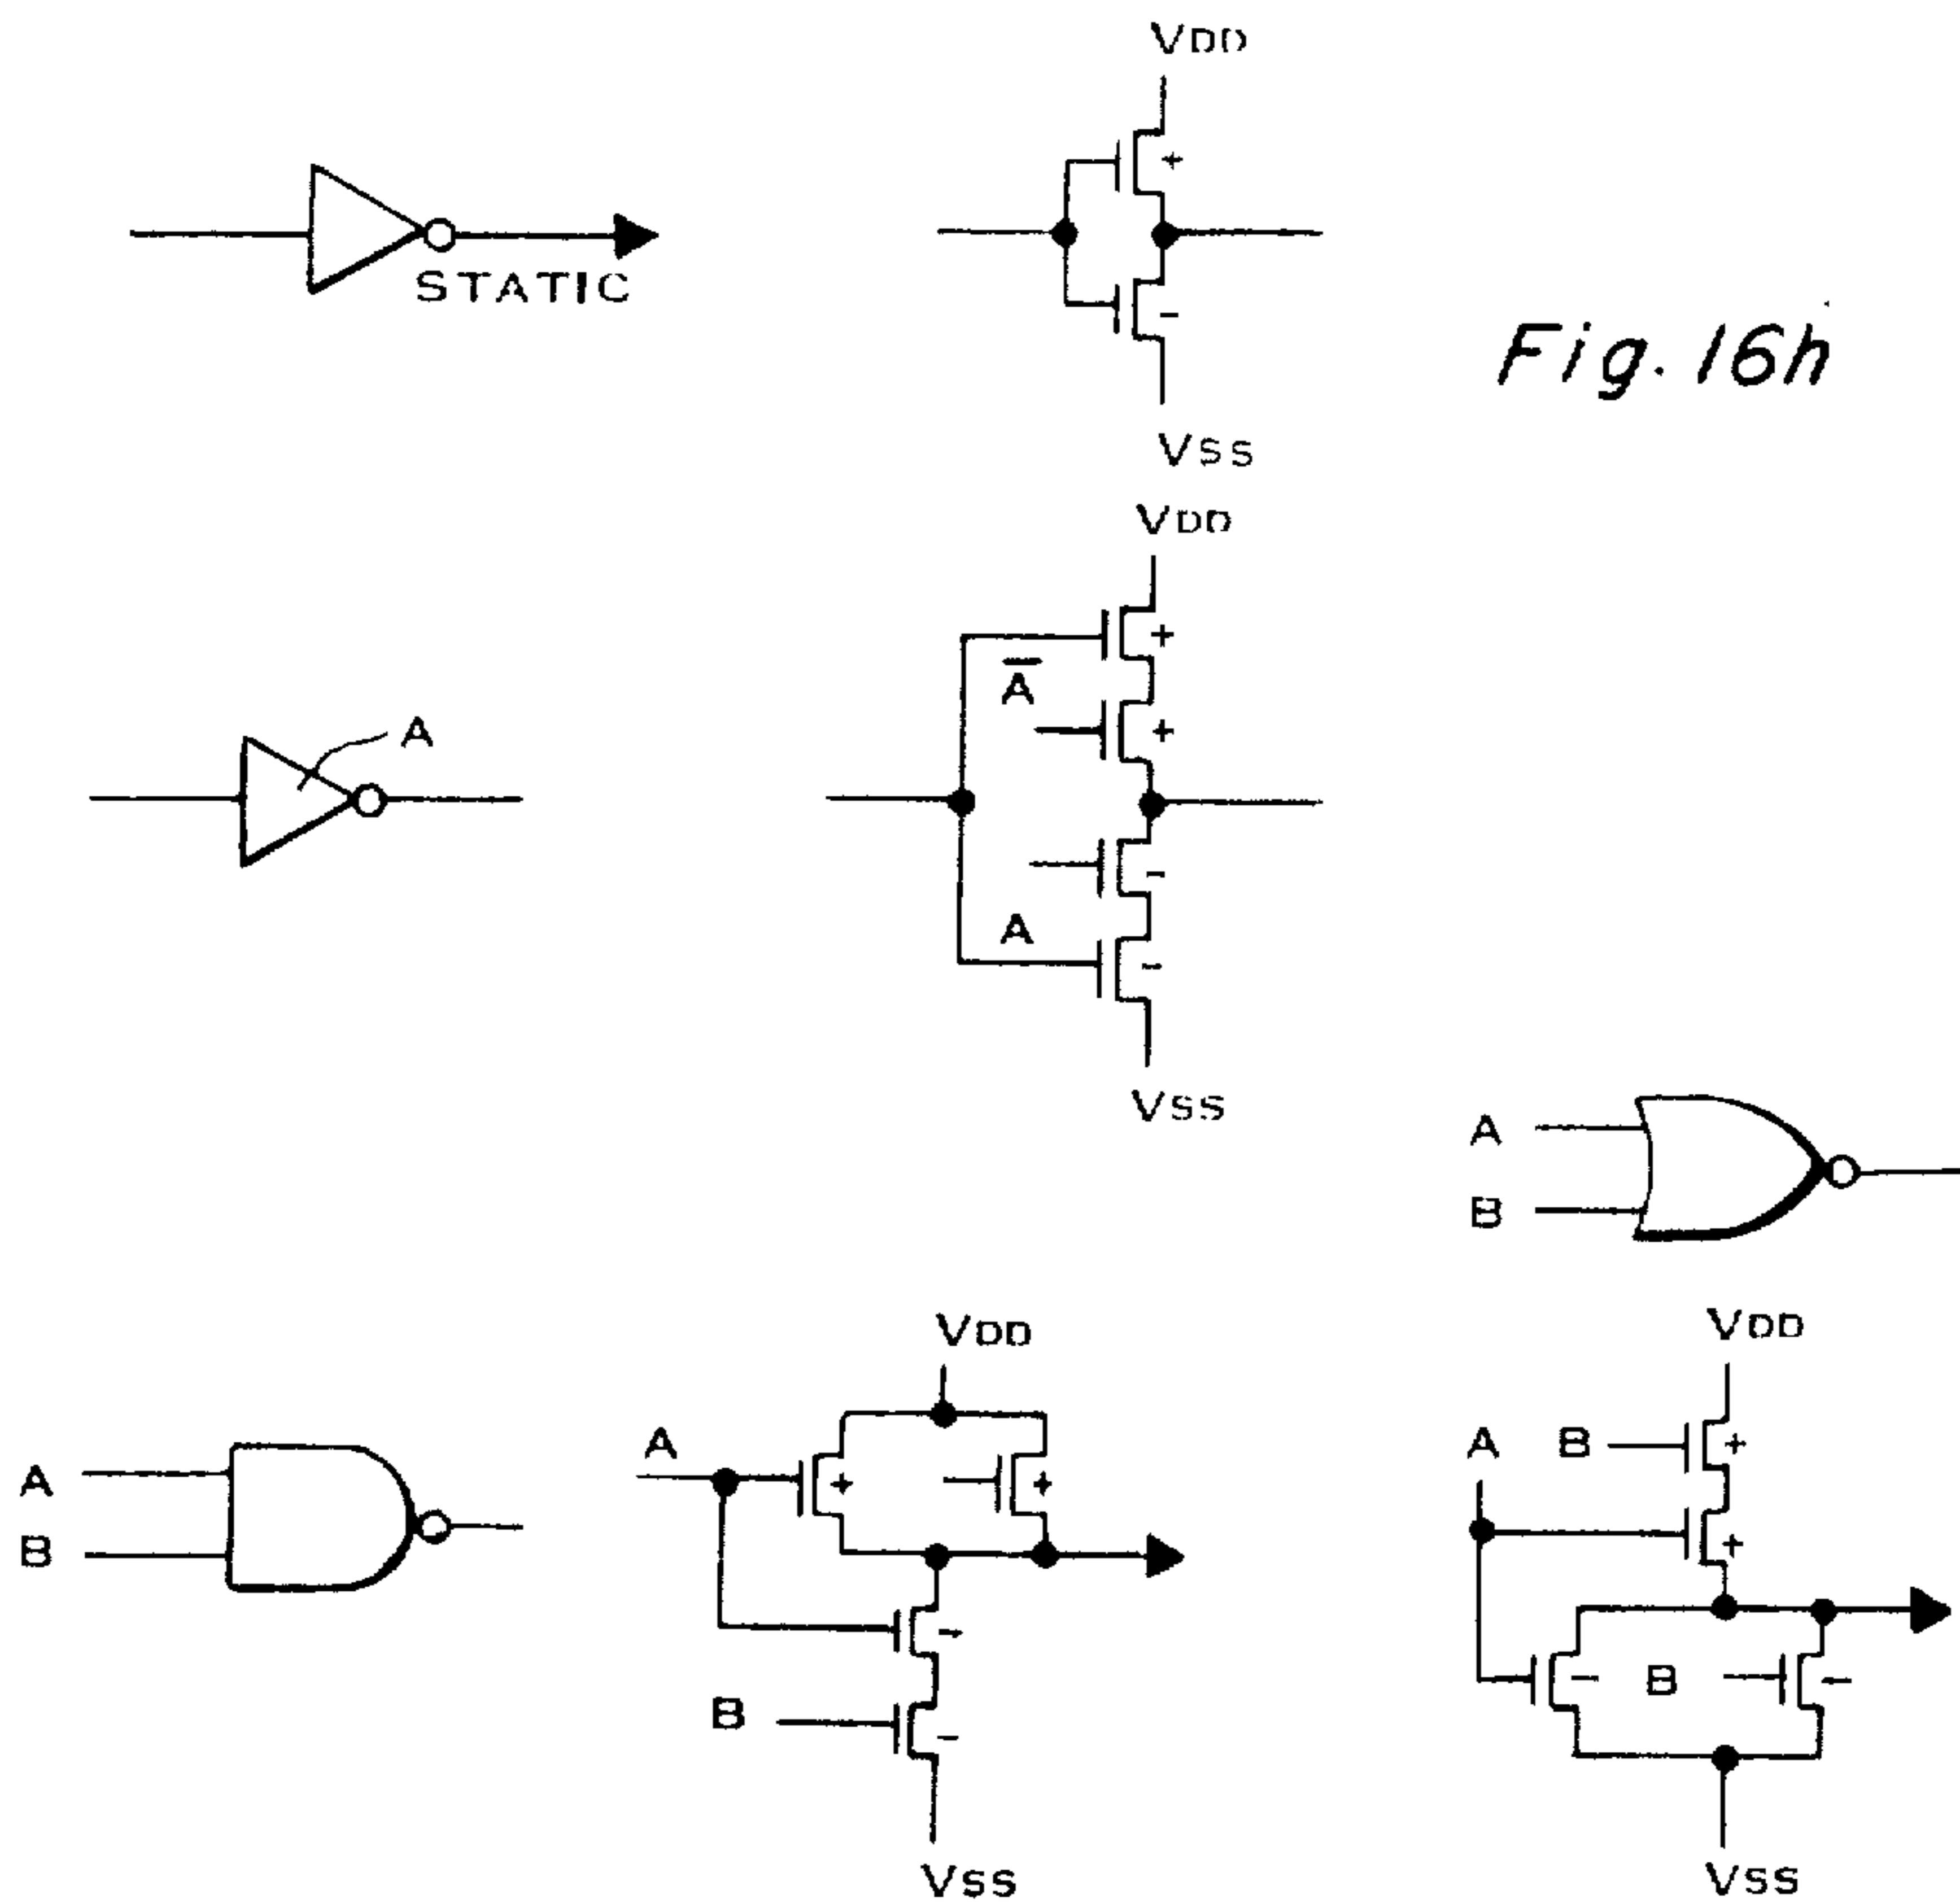 VDD
STATIC
+
-
Fig. 16h
VSS
VDD
+
A̅
+
A
-
A
-
VSS
A
B
VDD
VDD
A
+
+
A
B
+
A
B
+
-
-
B
-
B
-
VSS
VSS